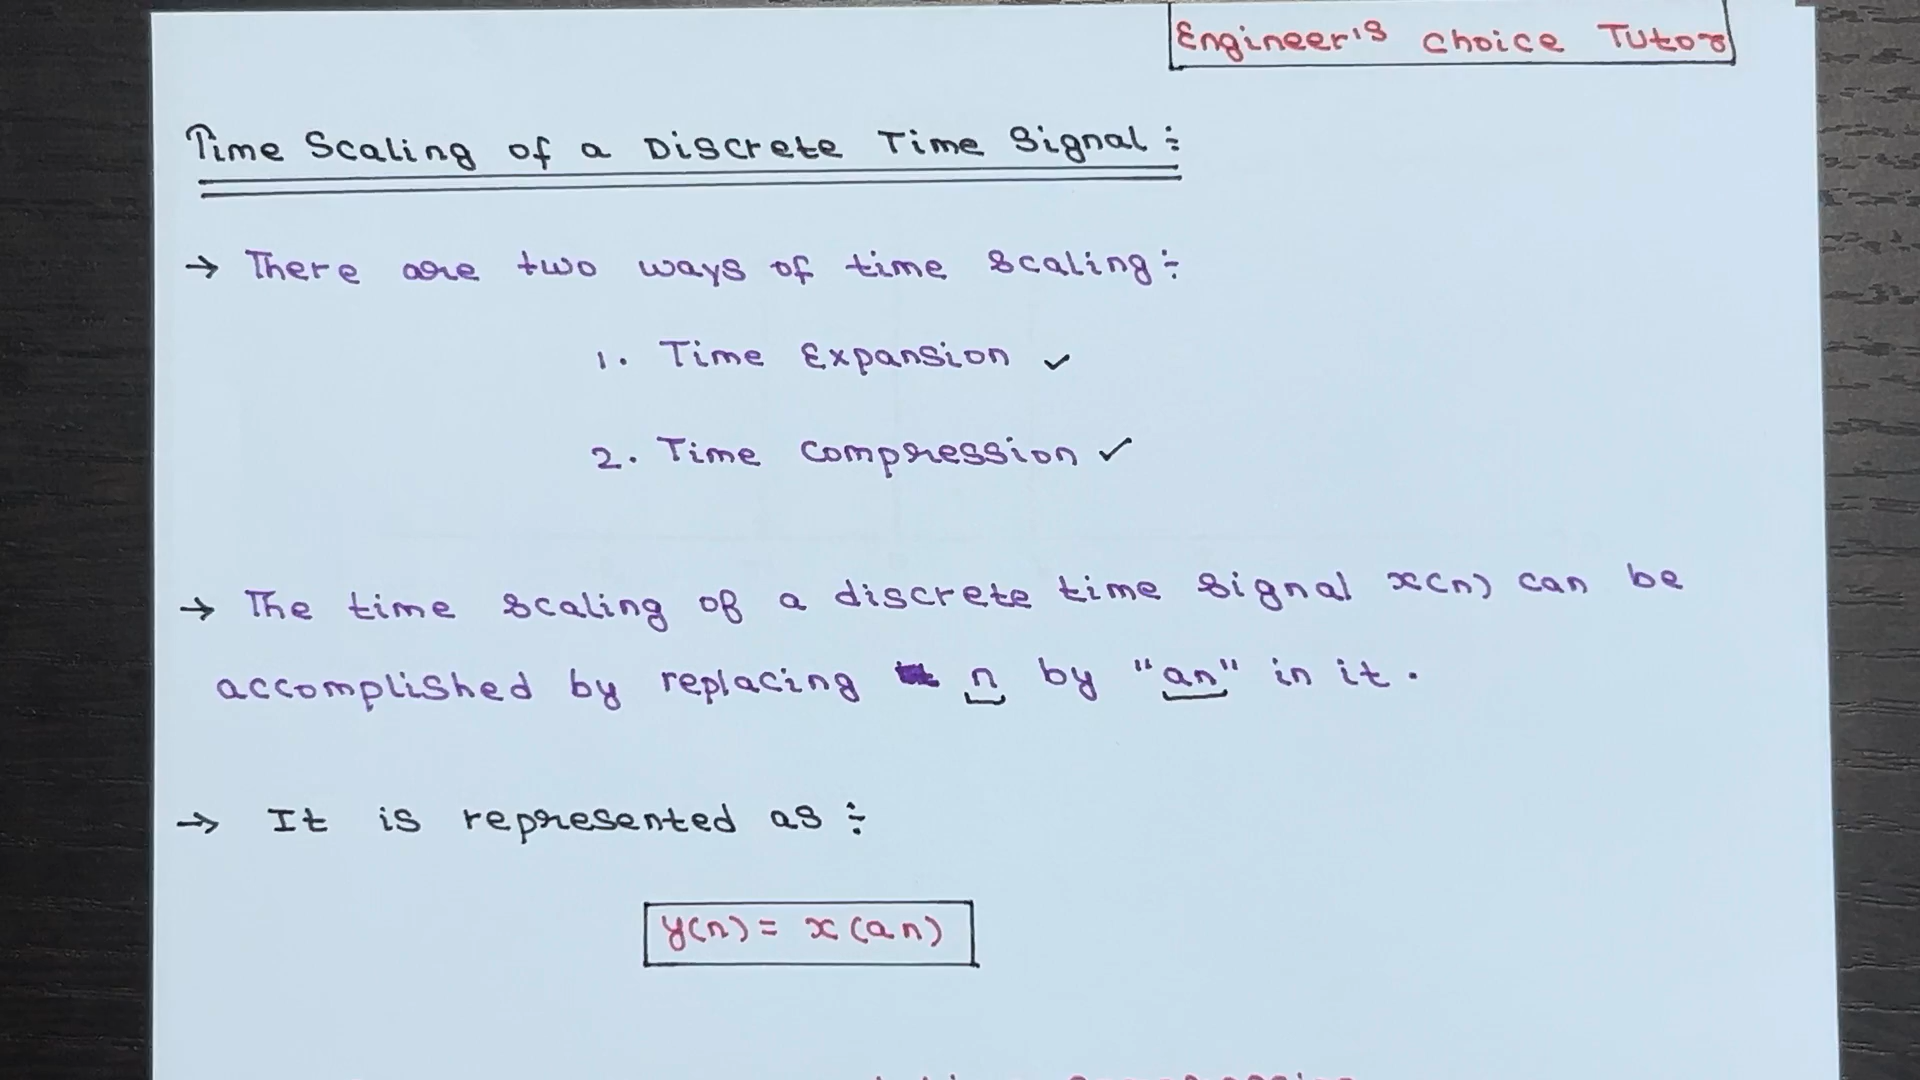 Engineer's Choice Tutor
Time Scaling of a Discrete Time Signal :
→ There are two ways of time scaling :
1. Time Expansion ✓
2. Time Compression ✓
→ The time scaling of a discrete time signal x(n) can be
accomplished by replacing n by "an" in it.
→ It is represented as :
y(n) = x(an)